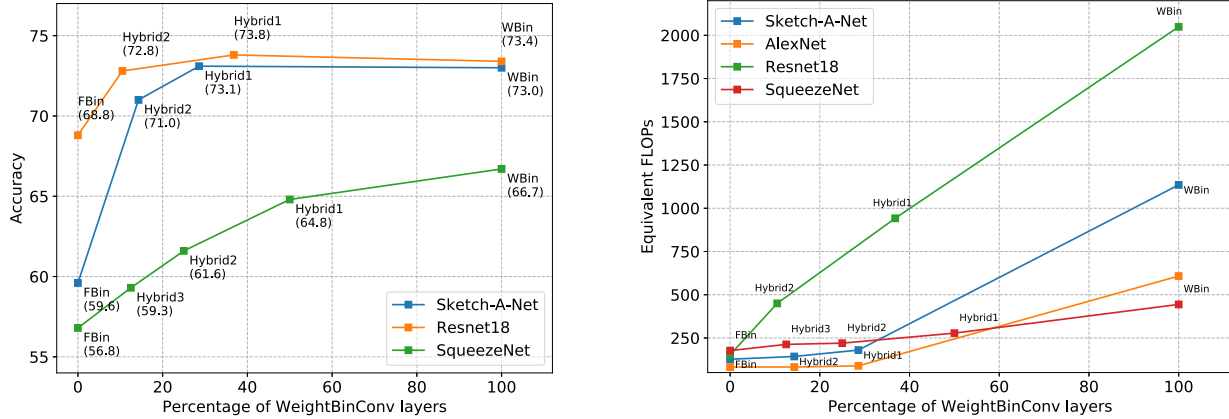 75
70
65
60
55
Accuracy
0
20
40
60
80
100
Percentage of WeightBinConv layers
FBin
(68.8)
Hybrid2
(72.8)
Hybrid1
(73.8)
WBin
(73.4)
Hybrid1
(73.1)
WBin
(73.0)
Hybrid2
(71.0)
FBin
(59.6)
WBin
(66.7)
Hybrid1
(64.8)
Hybrid2
(61.6)
Hybrid3
(59.3)
FBin
(56.8)
Sketch-A-Net
Resnet18
SqueezeNet
2000
1750
1500
1250
1000
750
500
250
Equivalent FLOPs
0
20
40
60
80
100
Percentage of WeightBinConv layers
Sketch-A-Net
AlexNet
Resnet18
SqueezeNet
WBin
Hybrid1
WBin
Hybrid2
WBin
FBin
Hybrid3
Hybrid2
Hybrid1
FBin
Hybrid2
Hybrid1